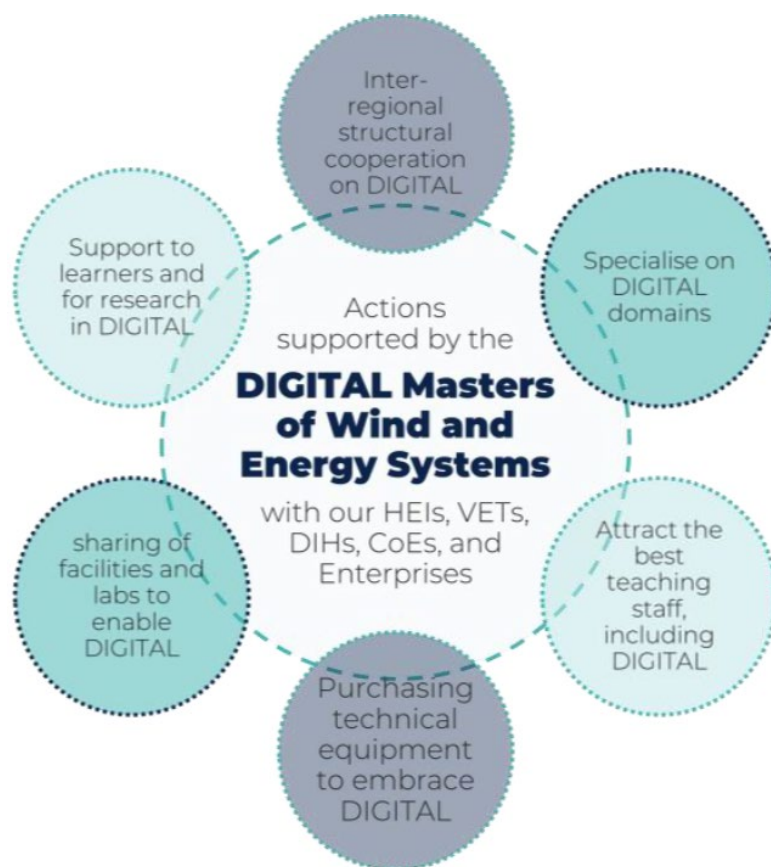 Inter-
regional
structural
cooperation
on DIGITAL
Support to
learners and
for research
in DIGITAL
Specialise on
DIGITAL
domains
Actions
supported by the
DIGITAL Masters
of Wind and
Energy Systems
with our HEIs, VETs,
DIHs, CoEs, and
Enterprises
sharing of
facilities and
labs to
enable
DIGITAL
Attract the
best
teaching
staff,
including
DIGITAL
Purchasing
technical
equipment
to embrace
DIGITAL